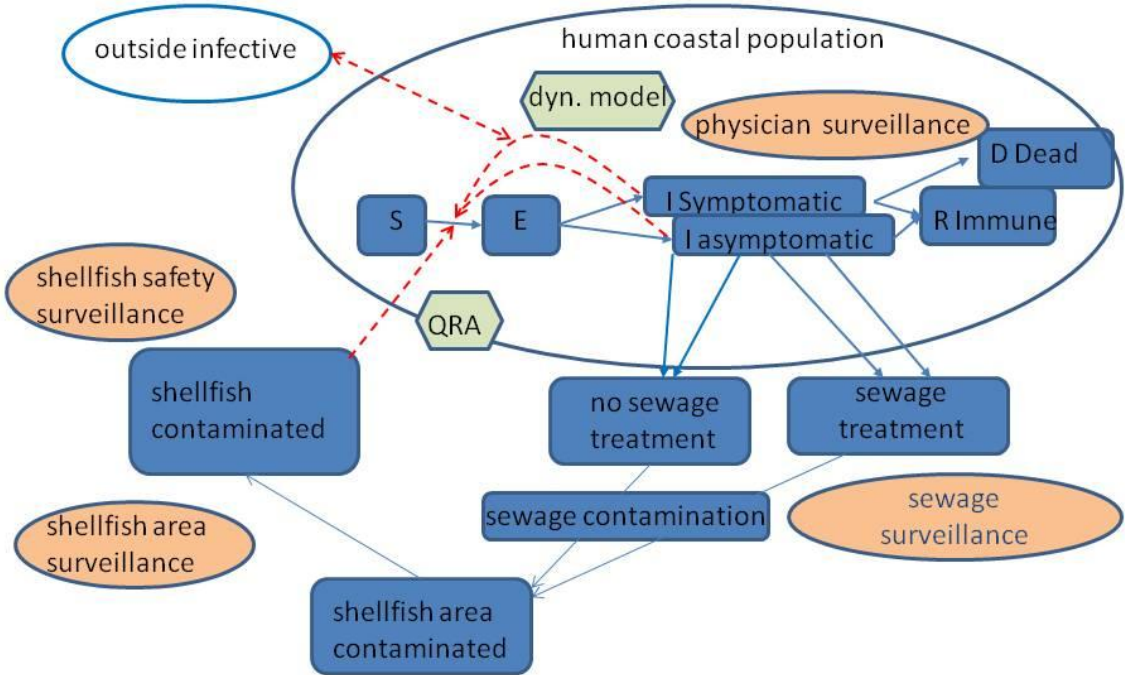 outside infective
human coastal population
dyn. model
physician surveillance
D Dead
I Symptomatic
S
E
R Immune
I asymptomatic
shellfish safety
surveillance
QRA
shellfish
contaminated
no sewage
treatment
sewage
treatment
sewage contamination
sewage
surveillance
shellfish area
surveillance
shellfish area
contaminated